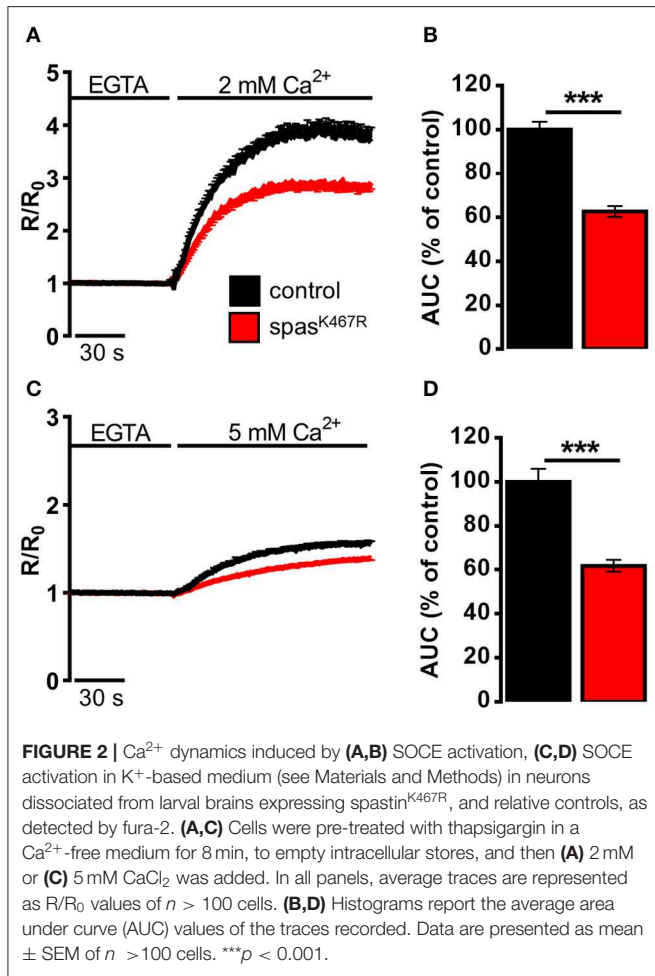 A
B
EGTA
2 mM Ca²⁺
5
4
3
2
1
0
R/R₀
30 s
control
spasᴷ⁴⁶⁷ᴿ
120
100
80
60
40
20
0
AUC (% of control)
***
C
D
EGTA
5 mM Ca²⁺
3
2
1
0
R/R₀
30 s
120
100
80
60
40
20
0
AUC (% of control)
***
FIGURE 2 | Ca²⁺ dynamics induced by (A,B) SOCE activation, (C,D) SOCE
activation in K⁺-based medium (see Materials and Methods) in neurons
dissociated from larval brains expressing spastinᴷ⁴⁶⁷ᴿ, and relative controls, as
detected by fura-2. (A,C) Cells were pre-treated with thapsigargin in a
Ca²⁺-free medium for 8 min, to empty intracellular stores, and then (A) 2 mM
or (C) 5 mM CaCl₂ was added. In all panels, average traces are represented
as R/R₀ values of n > 100 cells. (B,D) Histograms report the average area
under curve (AUC) values of the traces recorded. Data are presented as mean
± SEM of n >100 cells. ***p < 0.001.